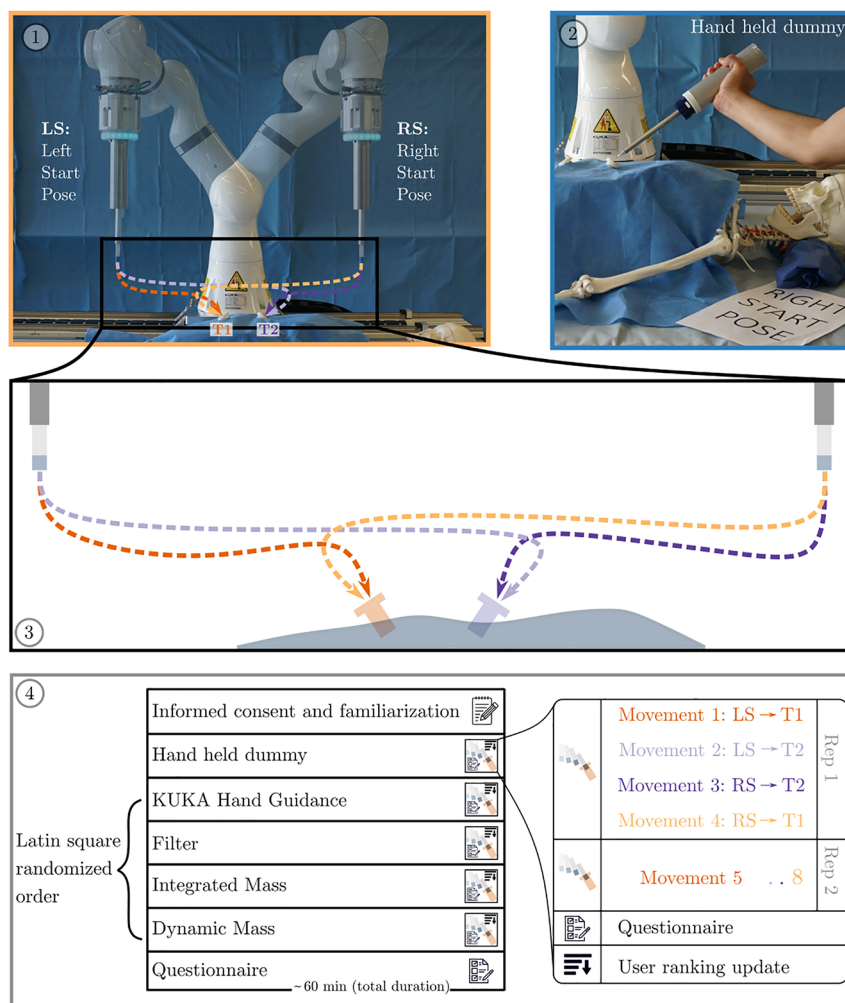 1
LS:
Left
Start
Pose
RS:
Right
Start
Pose
KUKA
T1
T2
2
Hand held dummy
RIGHT
START
POSE
3
4
Informed consent and familiarization
Hand held dummy
KUKA Hand Guidance
Filter
Integrated Mass
Dynamic Mass
Questionnaire
~60 min (total duration)
Latin square
randomized
order
Movement 1: LS → T1
Movement 2: LS → T2
Movement 3: RS → T2
Movement 4: RS → T1
Rep 1
Movement 5 . . 8
Rep 2
Questionnaire
User ranking update